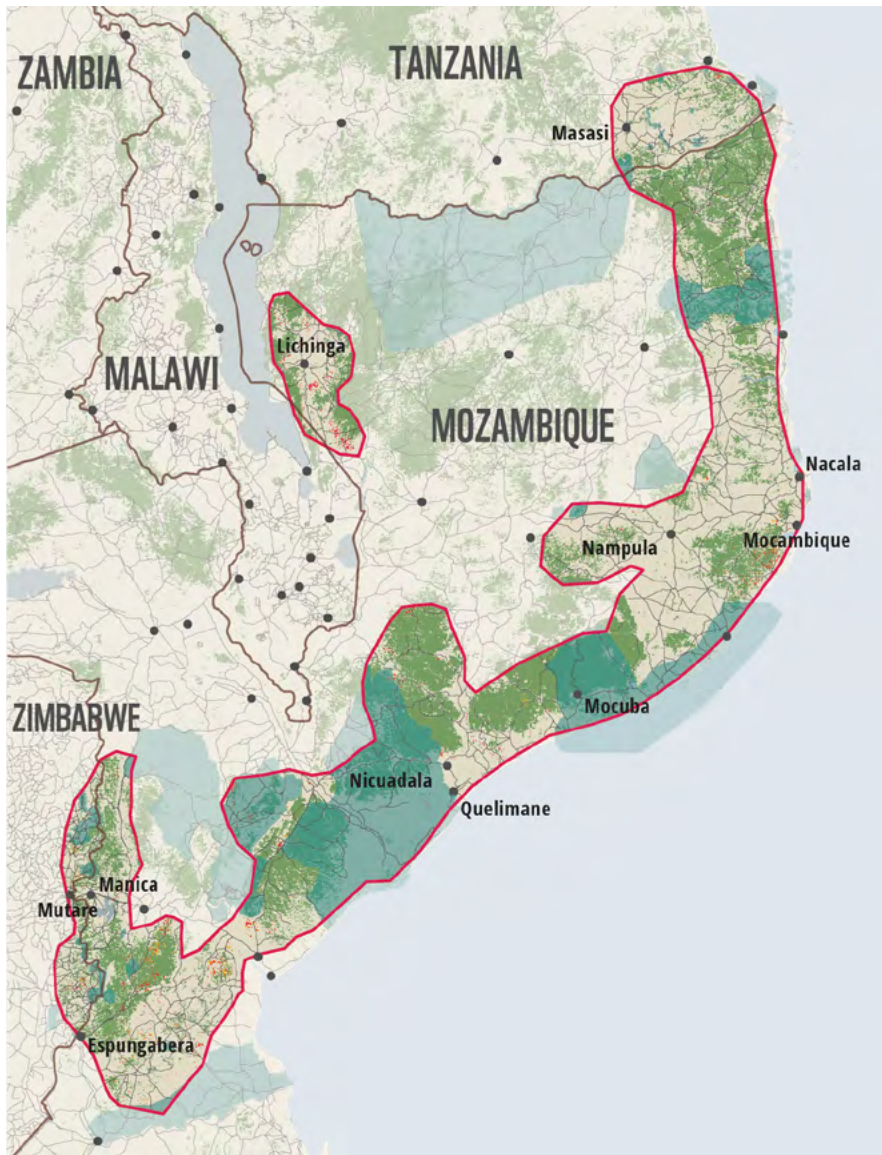 ZAMBIA
TANZANIA
Masasi
Lichinga
MALAWI
MOZAMBIQUE
Nacala
Nampula
Mocambique
ZIMBABWE
Mocuba
Nicuadala
Quelimane
Manica
Mutare
Espungabera